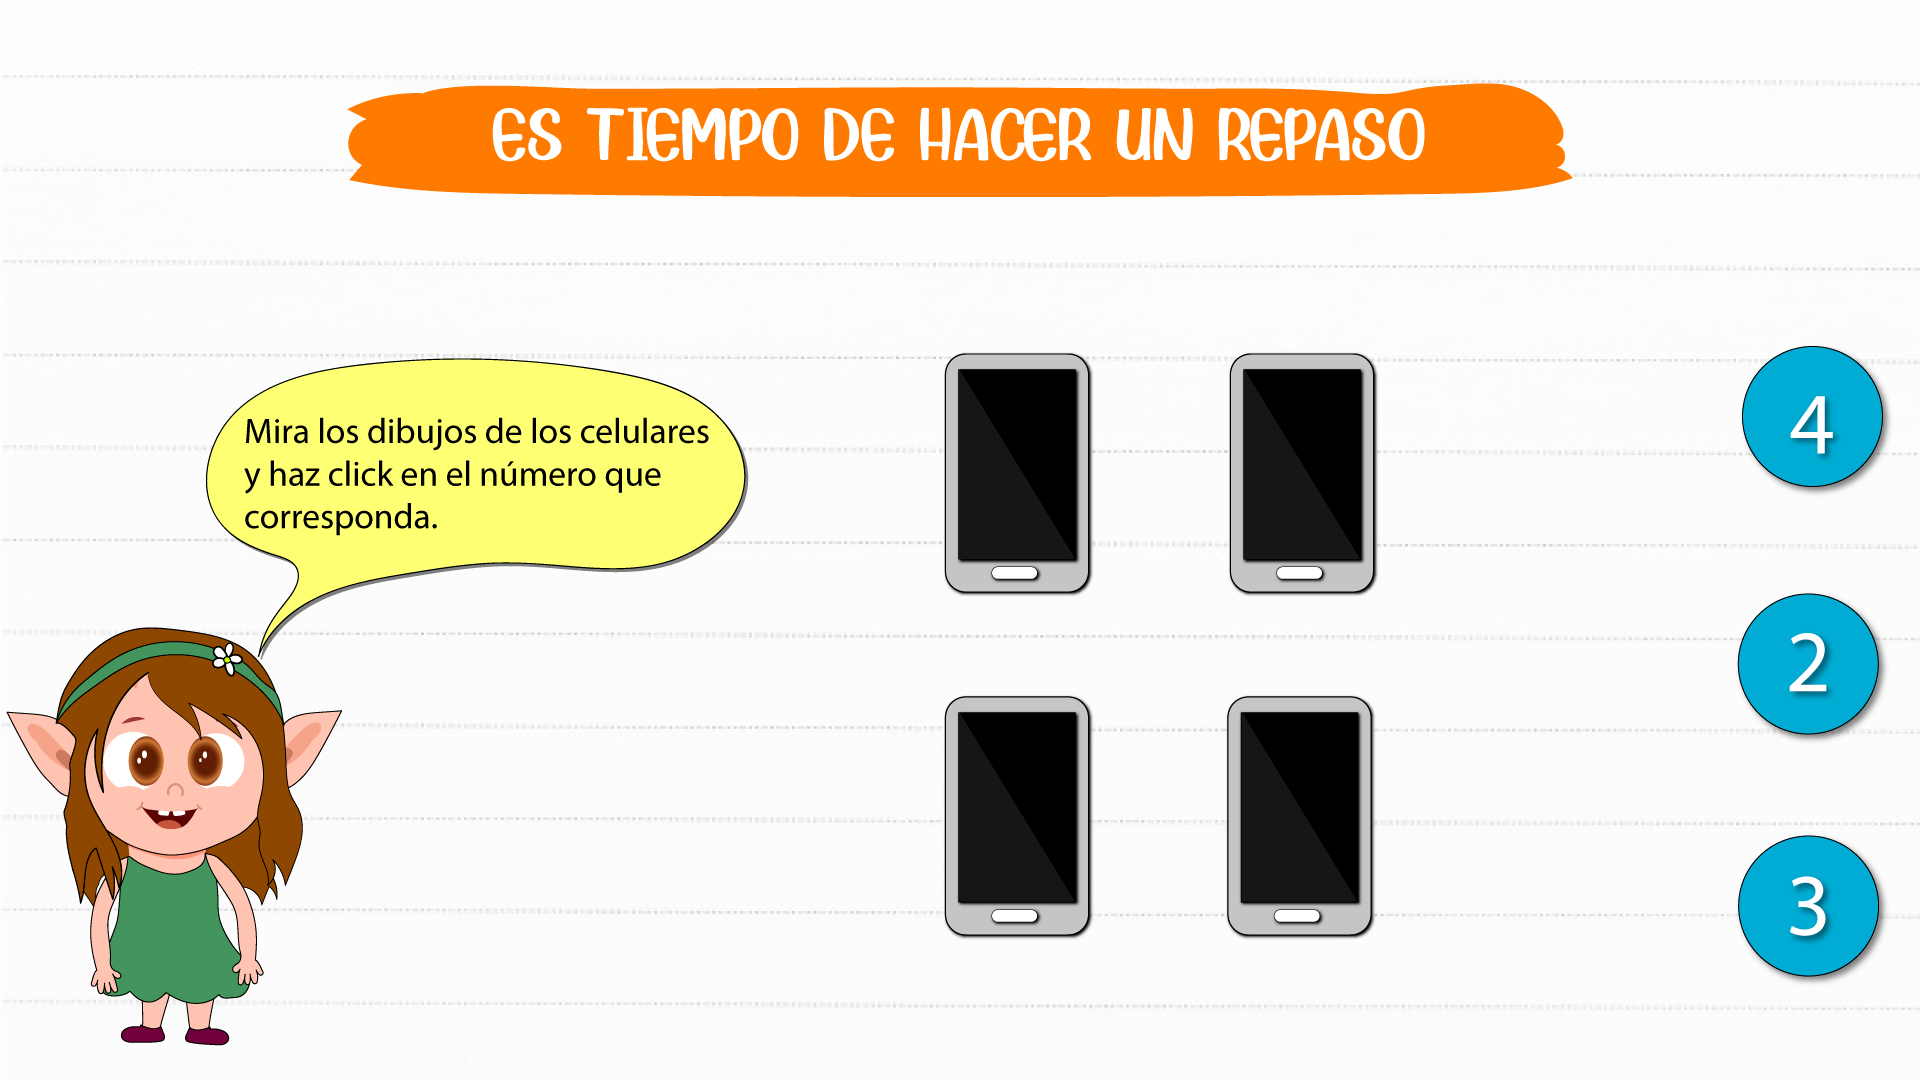 ES TIEMPO DE HACER UN REPASO
Mira los dibujos de los celulares
y haz click en el número que
corresponda.
4
2
3